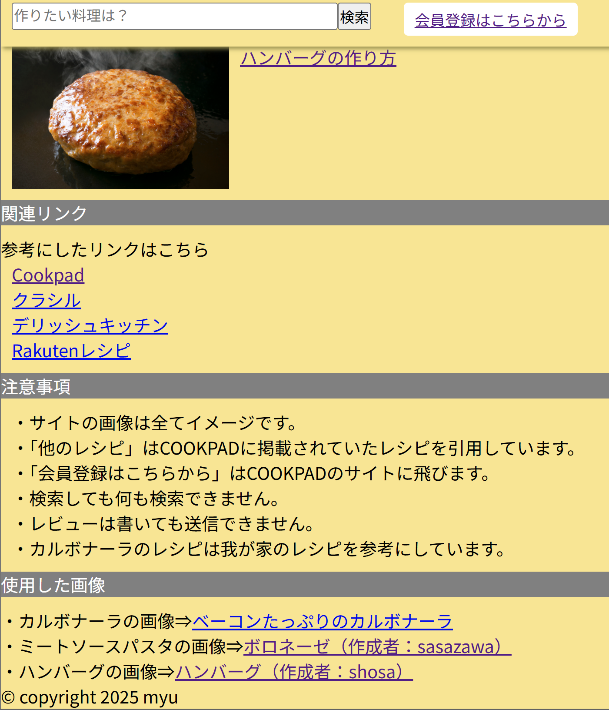 作りたい料理は？ 検索 会員登録はこちらから
ハンバーグの作り方
関連リンク
参考にしたリンクはこちら
Cookpad
クラシル
デリッシュキッチン
Rakutenレシピ
注意事項
・サイトの画像は全てイメージです。
・「他のレシピ」はCOOKPADに掲載されていたレシピを引用しています。
・「会員登録はこちらから」はCOOKPADのサイトに飛びます。
・検索しても何も検索できません。
・レビューは書いても送信できません。
・カルボナーラのレシピは我が家のレシピを参考にしています。
使用した画像
・カルボナーラの画像⇒ベーコンたっぷりのカルボナーラ
・ミートソースパスタの画像⇒ボロネーゼ（作成者：sasazawa）
・ハンバーグの画像⇒ハンバーグ（作成者：shosa）
© copyright 2025 myu